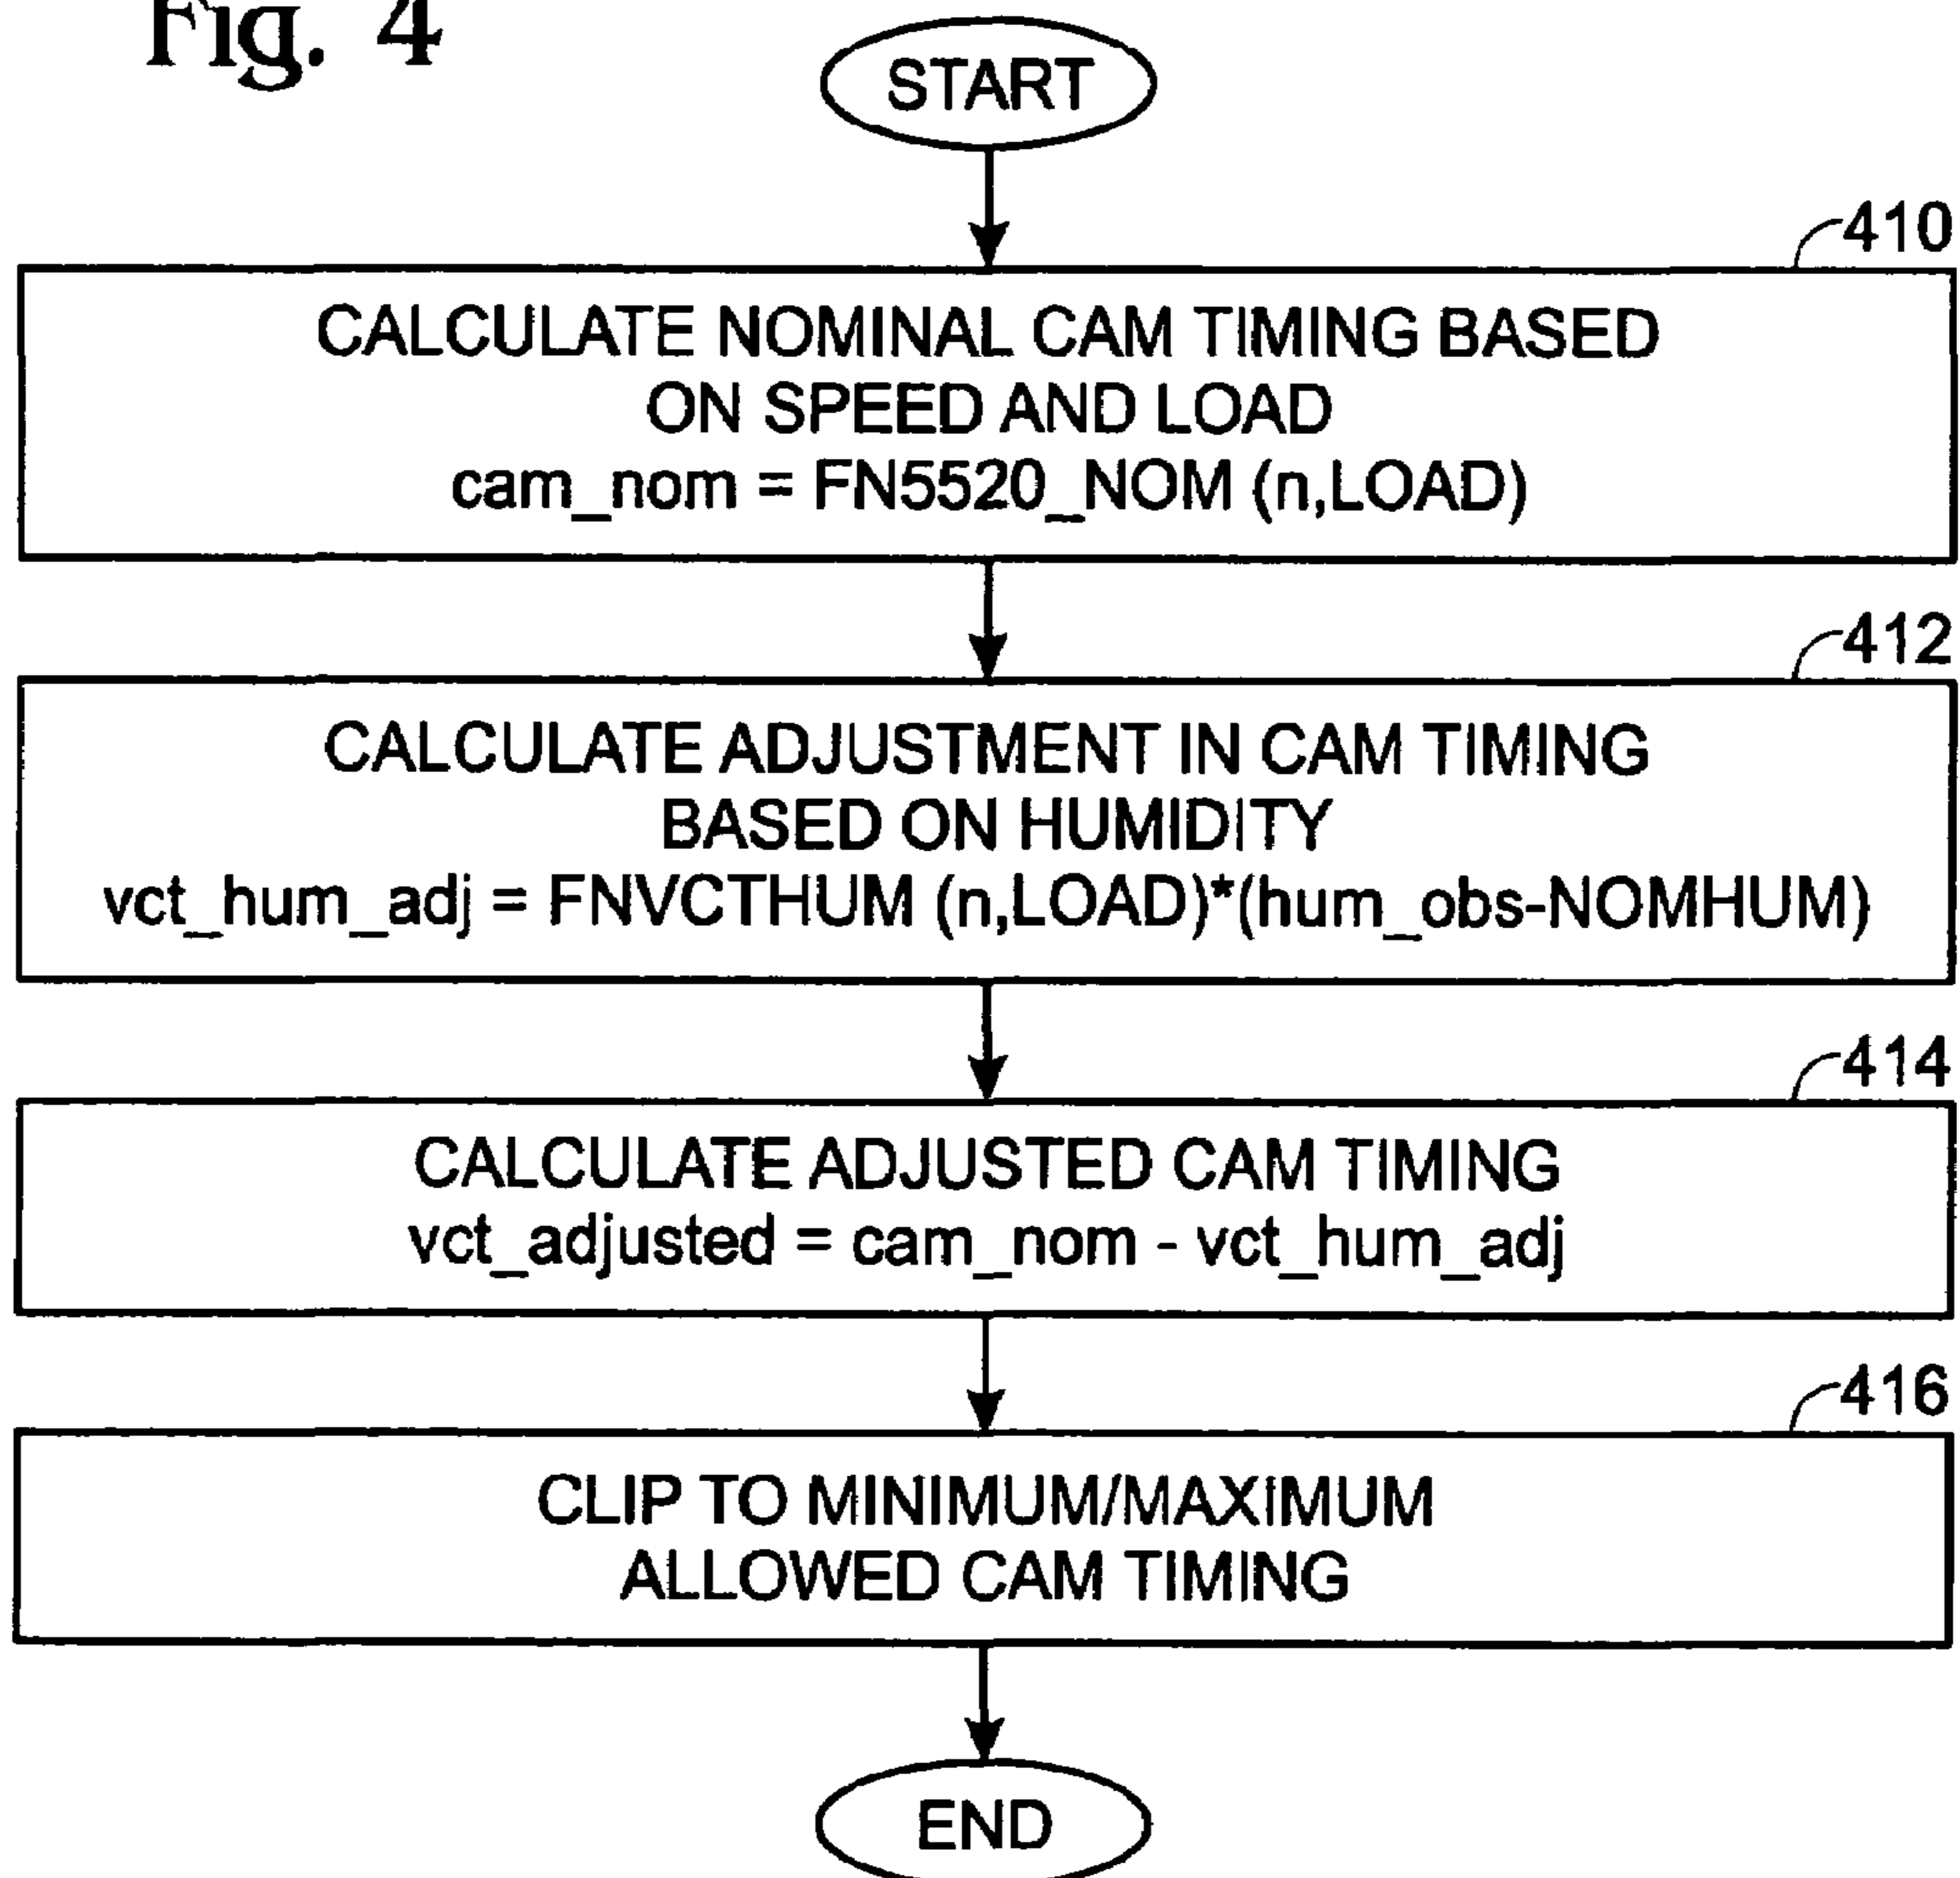 Fig. 4
START
410
CALCULATE NOMINAL CAM TIMING BASED
ON SPEED AND LOAD
cam_nom = FN5520_NOM (n,LOAD)
412
CALCULATE ADJUSTMENT IN CAM TIMING
BASED ON HUMIDITY
vct_hum_adj = FNVCTHUM (n,LOAD)*(hum_obs-NOMHUM)
414
CALCULATE ADJUSTED CAM TIMING
vct_adjusted = cam_nom - vct_hum_adj
416
CLIP TO MINIMUM/MAXIMUM
ALLOWED CAM TIMING
END